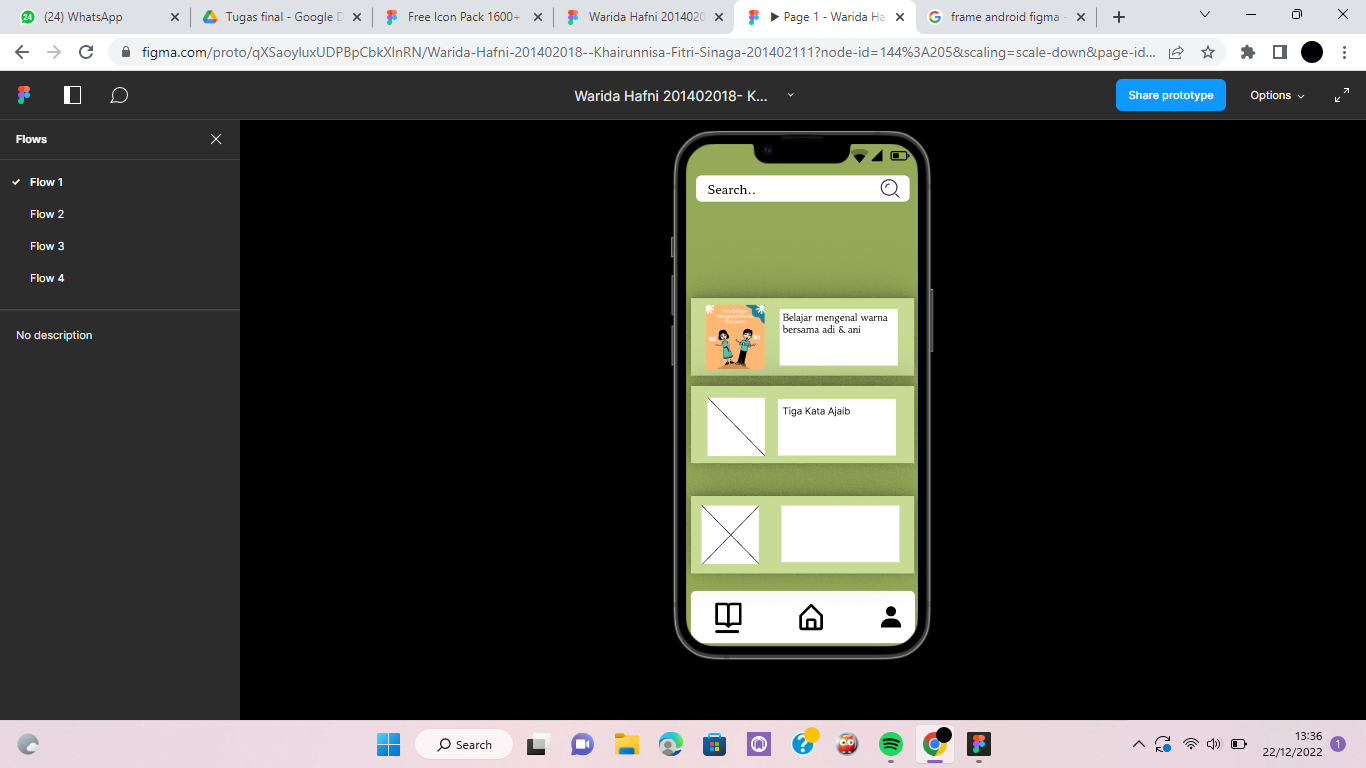 (24) WhatsApp
Tugas final - Google D
Free Icon Pack 1600+
Warida Hafni 2014020
▶ Page 1 - Warida Ha
frame android figma -
figma.com/proto/qXSaoyluxUDPBpCbkXInRN/Warida-Hafni-201402018--Khairunnisa-Fitri-Sinaga-201402111?node-id=144%3A205&scaling=scale-down&page-id...
Warida Hafni 201402018- K...
Share prototype
Options
Flows
Flow 1
Flow 2
Flow 3
Flow 4
No description
Search..
Belajar mengenal warna
bersama adi & ani
Tiga Kata Ajaib
Search
13:36
22/12/2022
1